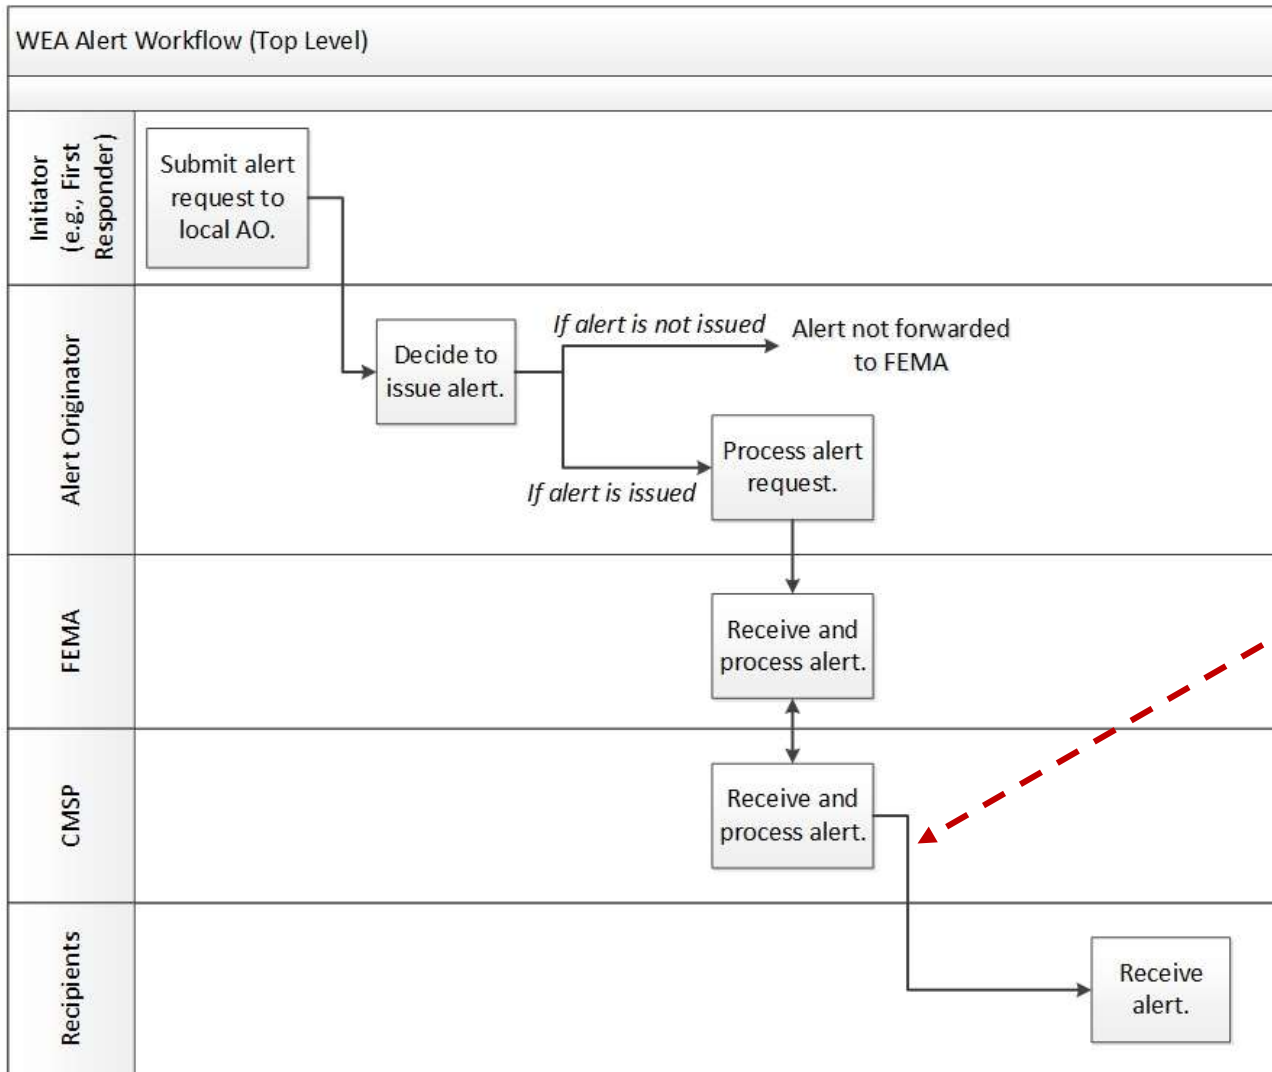 WEA Alert Workflow (Top Level)
Initiator
(e.g., First
Responder)
Submit alert
request to
local AO.
Alert Originator
Decide to
issue alert.
If alert is not issued
Alert not forwarded
to FEMA
If alert is issued
Process alert
request.
FEMA
Receive and
process alert.
CMSP
Receive and
process alert.
Recipients
Receive
alert.